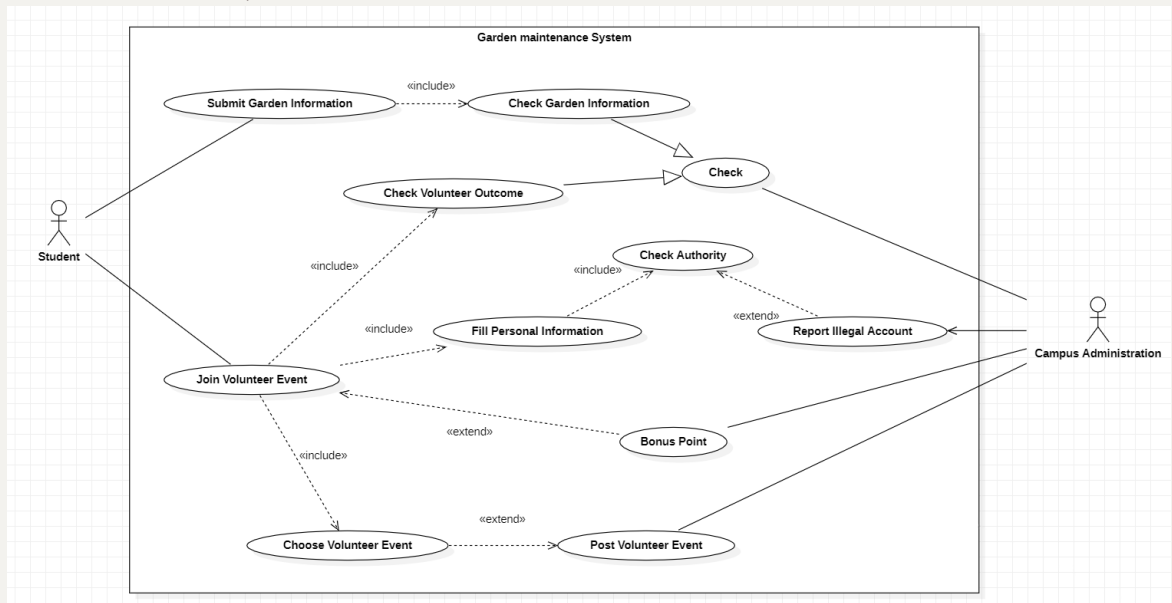 Garden maintenance System
«include»
Submit Garden Information
Check Garden Information
Check
Check Volunteer Outcome
Student
Check Authority
«include»
«include»
«extend»
«include»
Fill Personal Information
Report Illegal Account
Campus Administration
Join Volunteer Event
«extend»
Bonus Point
«include»
«extend»
Choose Volunteer Event
Post Volunteer Event